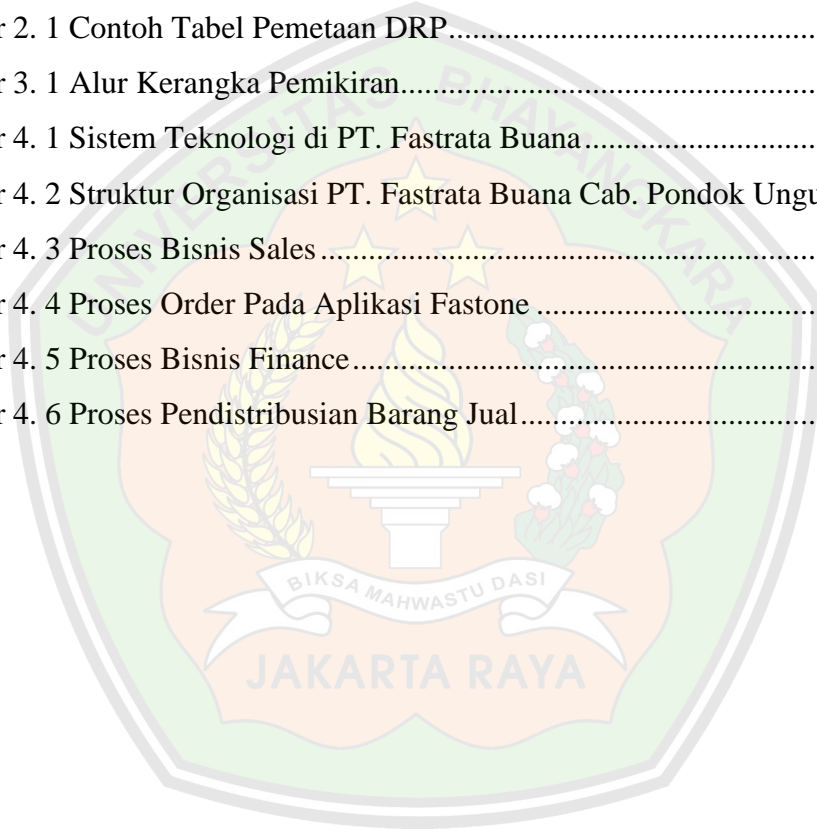 r 2. 1 Contoh Tabel Pemetaan DRP........................................
r 3. 1 Alur Kerangka Pemikiran..............................................
r 4. 1 Sistem Teknologi di PT. Fastrata Buana..........................
r 4. 2 Struktur Organisasi PT. Fastrata Buana Cab. Pondok Ungu
r 4. 3 Proses Bisnis Sales........................................................
r 4. 4 Proses Order Pada Aplikasi Fastone ...............................
r 4. 5 Proses Bisnis Finance....................................................
r 4. 6 Proses Pendistribusian Barang Jual.................................
UNIVERSITAS BHAYANGKARA
BIKSA MAHWASTU DASI
JAKARTA RAYA